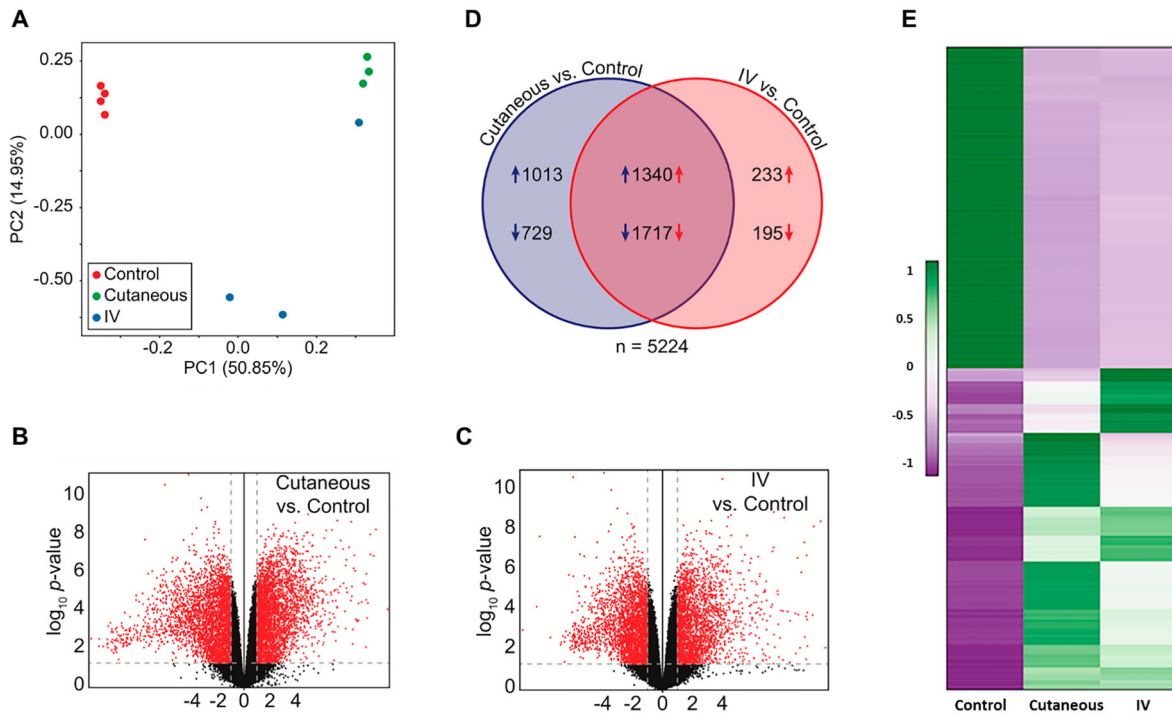 A
PC2 (14.95%)
0.25
0.00
-0.25
-0.50
Control
Cutaneous
IV
-0.2
0.0
0.2
PC1 (50.85%)
D
Cutaneous vs. Control
IV vs. Control
↑1013
↑1340↑
233↑
↓729
↓1717↓
195↓
n = 5224
E
1
0.5
0
-0.5
-1
Control
Cutaneous
IV
B
Cutaneous
vs. Control
log10 p-value
10
8
6
4
2
0
-4 -2 0 2 4
C
IV
vs. Control
log10 p-value
10
8
6
4
2
0
-4 -2 0 2 4